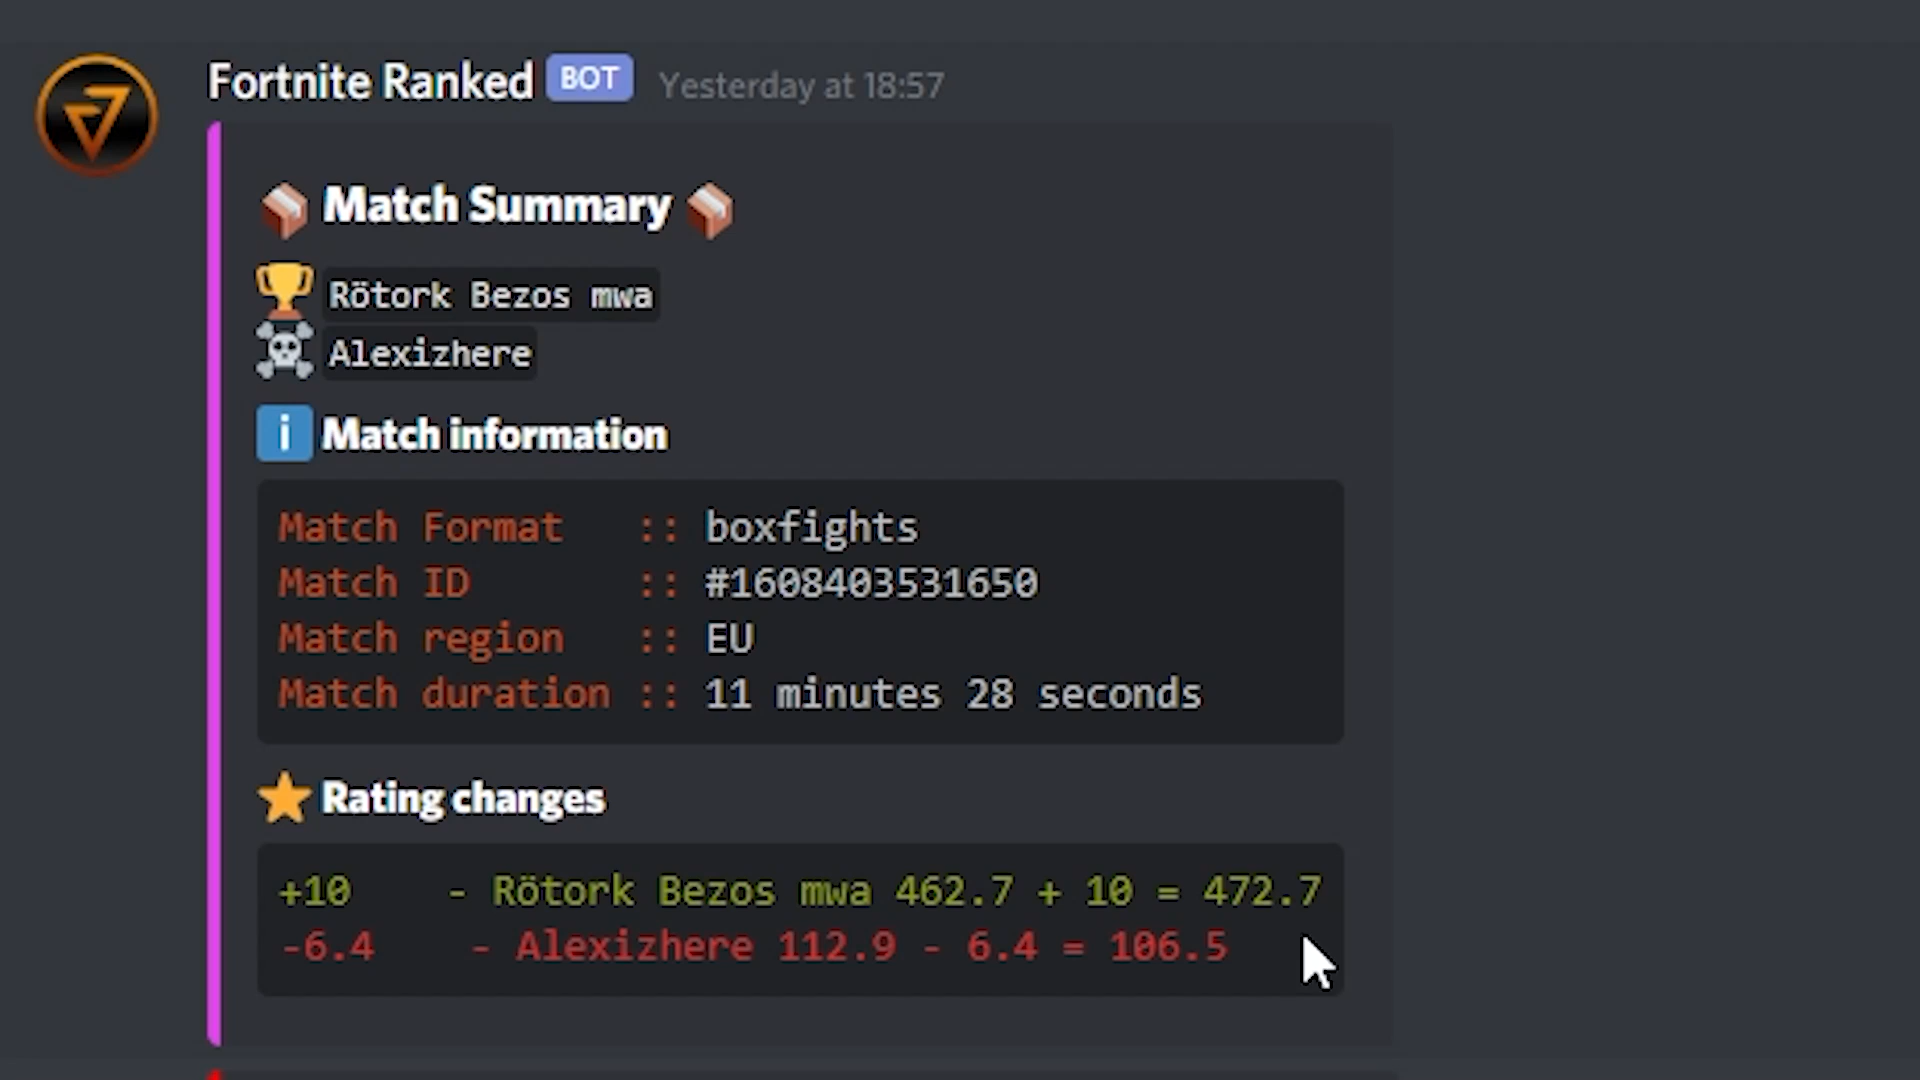 Fortnite Ranked BOT Yesterday at 18:57
Match Summary
Rötork Bezos mwa
Alexizhere
i Match information
Match Format :: boxfights
Match ID :: #1608403531650
Match region :: EU
Match duration :: 11 minutes 28 seconds
Rating changes
+10 - Rötork Bezos mwa 462.7 + 10 = 472.7
-6.4 - Alexizhere 112.9 - 6.4 = 106.5